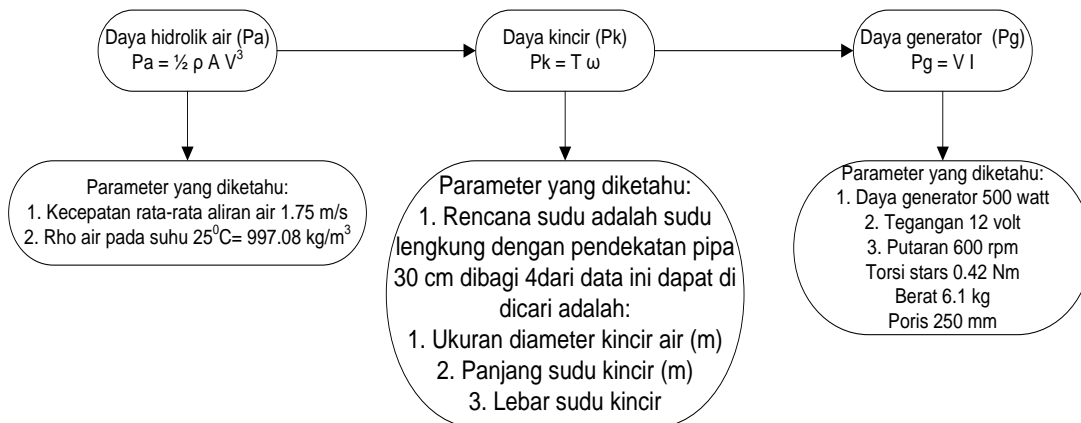 Daya hidrolik air (Pa)
Pa = ½ ρ A V³
Daya kincir (Pk)
Pk = T ω
Daya generator (Pg)
Pg = V I
Parameter yang diketahu:
1. Kecepatan rata-rata aliran air 1.75 m/s
2. Rho air pada suhu 25⁰C= 997.08 kg/m³
Parameter yang diketahu:
1. Rencana sudu adalah sudu
lengkung dengan pendekatan pipa
30 cm dibagi 4dari data ini dapat di
dicari adalah:
1. Ukuran diameter kincir air (m)
2. Panjang sudu kincir (m)
3. Lebar sudu kincir
Parameter yang diketahu:
1. Daya generator 500 watt
2. Tegangan 12 volt
3. Putaran 600 rpm
Torsi stars 0.42 Nm
Berat 6.1 kg
Poris 250 mm